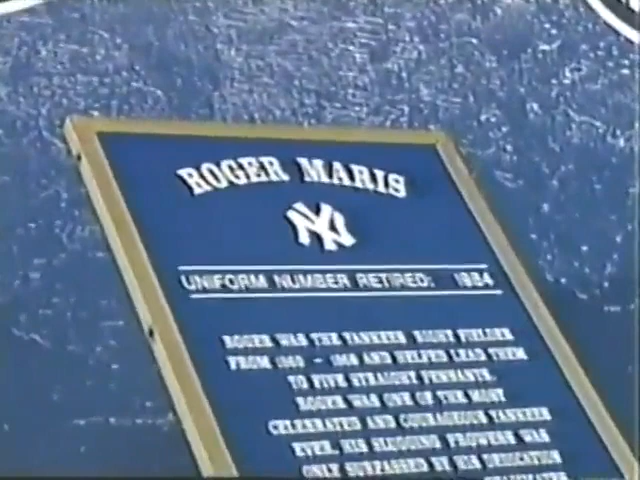 ROGER MARIS
NY
UNIFORM NUMBER RETIRED: 1984
ROGER WAS THE YANKEES RIGHT FIELDER
FROM 1960 - 1966 AND HELPED LEAD THEM
TO FIVE STRAIGHT PENNANTS.
ROGER WAS ONE OF THE MOST
CELEBRATED AND COURAGEOUS YANKEES
EVER. HIS SLUGGING PROWESS WAS
ONLY SURPASSED BY HIS DEDICATION